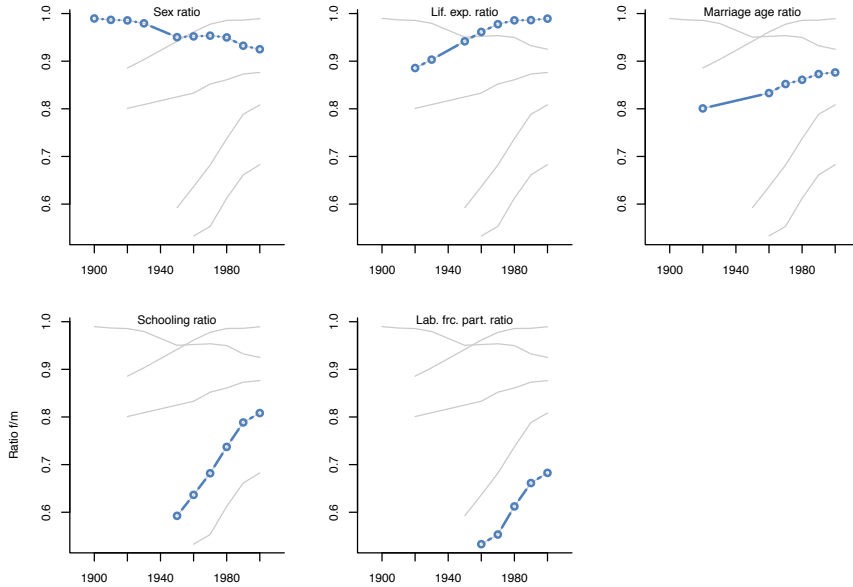 Sex ratio
1.0
0.9
0.8
0.7
0.6
1900 1940 1980
Lif. exp. ratio
1.0
0.9
0.8
0.7
0.6
1900 1940 1980
Marriage age ratio
1.0
0.9
0.8
0.7
0.6
1900 1940 1980
Schooling ratio
Ratio f/m
1.0
0.9
0.8
0.7
0.6
1900 1940 1980
Lab. frc. part. ratio
1.0
0.9
0.8
0.7
0.6
1900 1940 1980